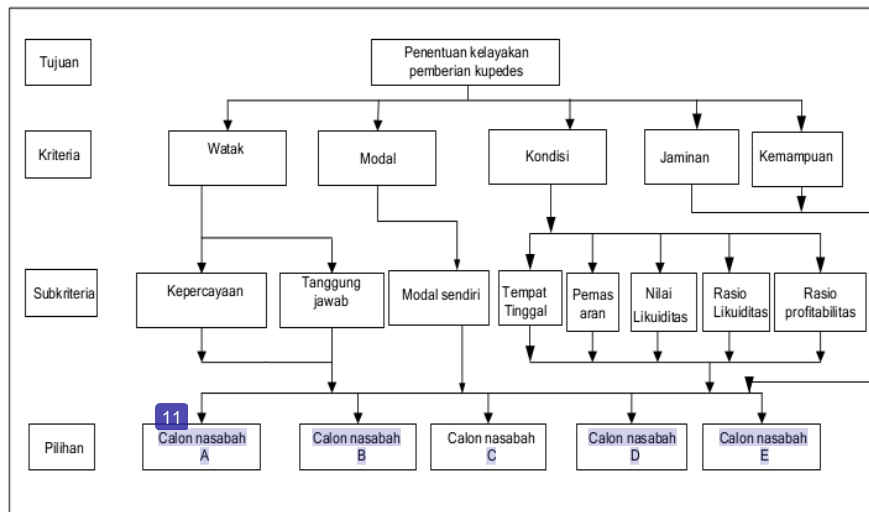 Tujuan
Penentuan kelayakan
pemberian kupedes
Kriteria
Watak
Modal
Kondisi
Jaminan
Kemampuan
Subkriteria
Kepercayaan
Tanggung
jawab
Modal sendiri
Tempat
Tinggal
Pemas
aran
Nilai
Likuiditas
Rasio
Likuiditas
Rasio
profitabilitas
11
Pilihan
Calon nasabah
A
Calon nasabah
B
Calon nasabah
C
Calon nasabah
D
Calon nasabah
E